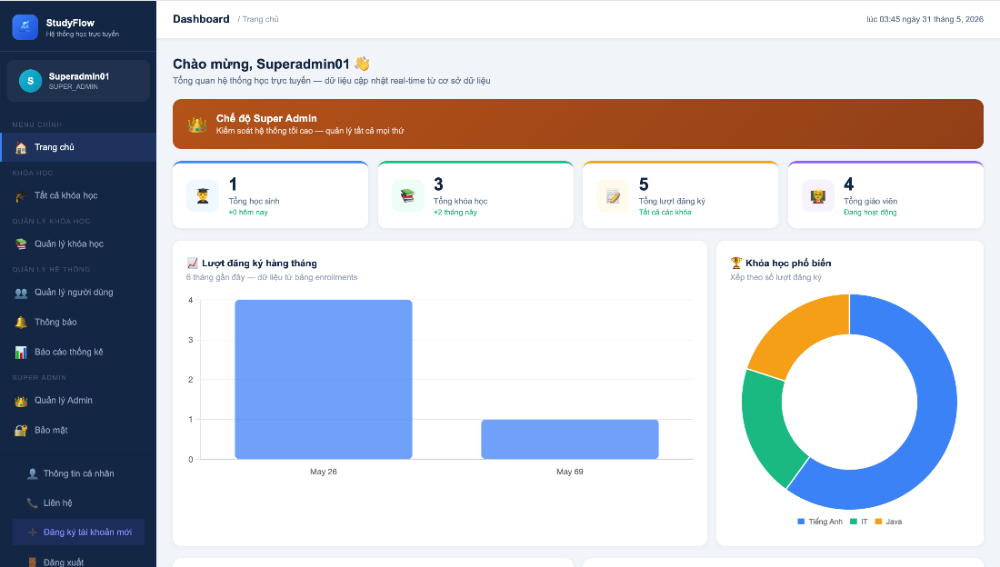 StudyFlow
Hệ thống học trực tuyến
S
Superadmin01
SUPER_ADMIN
MENU CHÍNH
Trang chủ
KHÓA HỌC
Tất cả khóa học
QUẢN LÝ KHÓA HỌC
Quản lý khóa học
QUẢN LÝ HỆ THỐNG
Quản lý người dùng
Thông báo
Báo cáo thống kê
SUPER ADMIN
Quản lý Admin
Bảo mật
Thông tin cá nhân
Liên hệ
Đăng ký tài khoản mới
Đăng xuất
Dashboard / Trang chủ
lúc 03:45 ngày 31 tháng 5, 2026
Chào mừng, Superadmin01 👋
Tổng quan hệ thống học trực tuyến — dữ liệu cập nhật real-time từ cơ sở dữ liệu
Chế độ Super Admin
Kiểm soát hệ thống tối cao — quản lý tất cả mọi thứ
1
Tổng học sinh
+0 hôm nay
3
Tổng khóa học
+2 tháng này
5
Tổng lượt đăng ký
Tất cả các khóa
4
Tổng giáo viên
Đang hoạt động
Lượt đăng ký hàng tháng
6 tháng gần đây — dữ liệu từ bảng enrollments
4
3
2
1
0
May 26
May 69
Khóa học phổ biến
Xếp theo số lượt đăng ký
Tiếng Anh
IT
Java